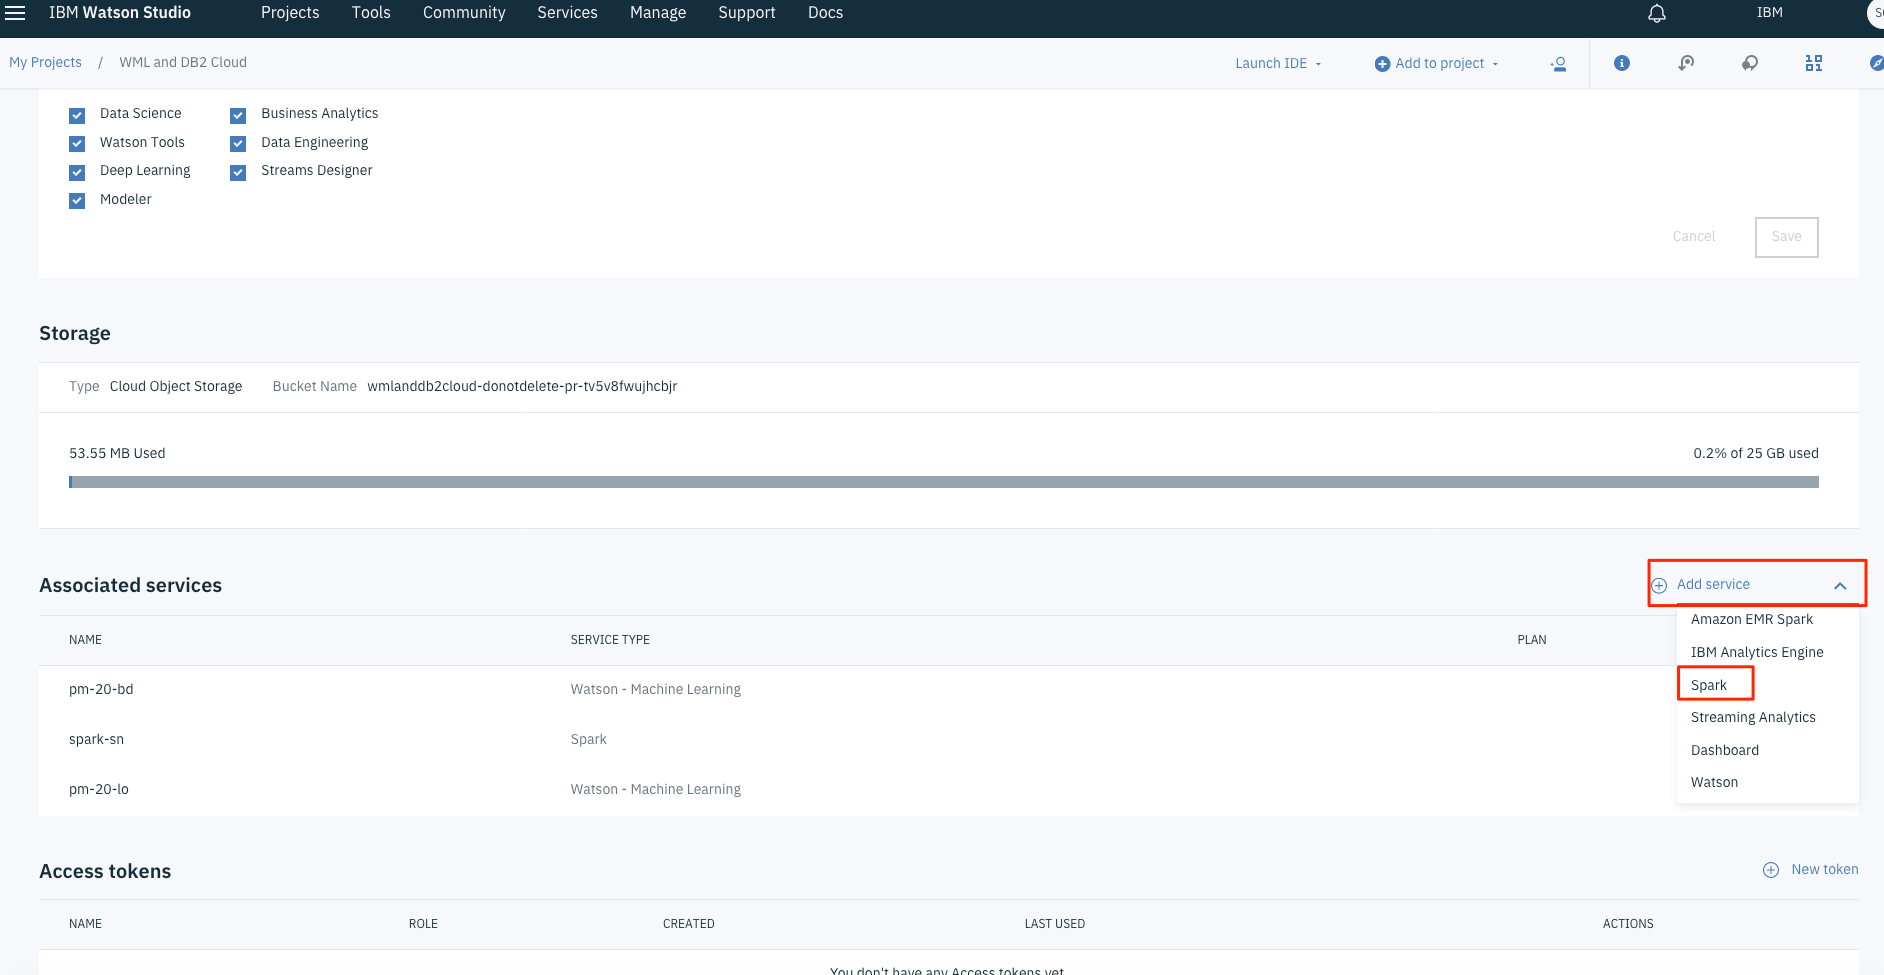 IBM Watson Studio Projects Tools Community Services Manage Support Docs IBM
My Projects / WML and DB2 Cloud Launch IDE Add to project
Data Science Business Analytics
Watson Tools Data Engineering
Deep Learning Streams Designer
Modeler
Cancel Save
Storage
Type Cloud Object Storage Bucket Name wmlanddb2cloud-donotdelete-pr-tv5v8fwujhcbjr
53.55 MB Used 0.2% of 25 GB used
Associated services Add service
Amazon EMR Spark
NAME SERVICE TYPE PLAN
IBM Analytics Engine
Spark
pm-20-bd Watson - Machine Learning
Streaming Analytics
spark-sn Spark
Dashboard
Watson
pm-20-lo Watson - Machine Learning
Access tokens New token
NAME ROLE CREATED LAST USED ACTIONS
You don't have any Access tokens yet